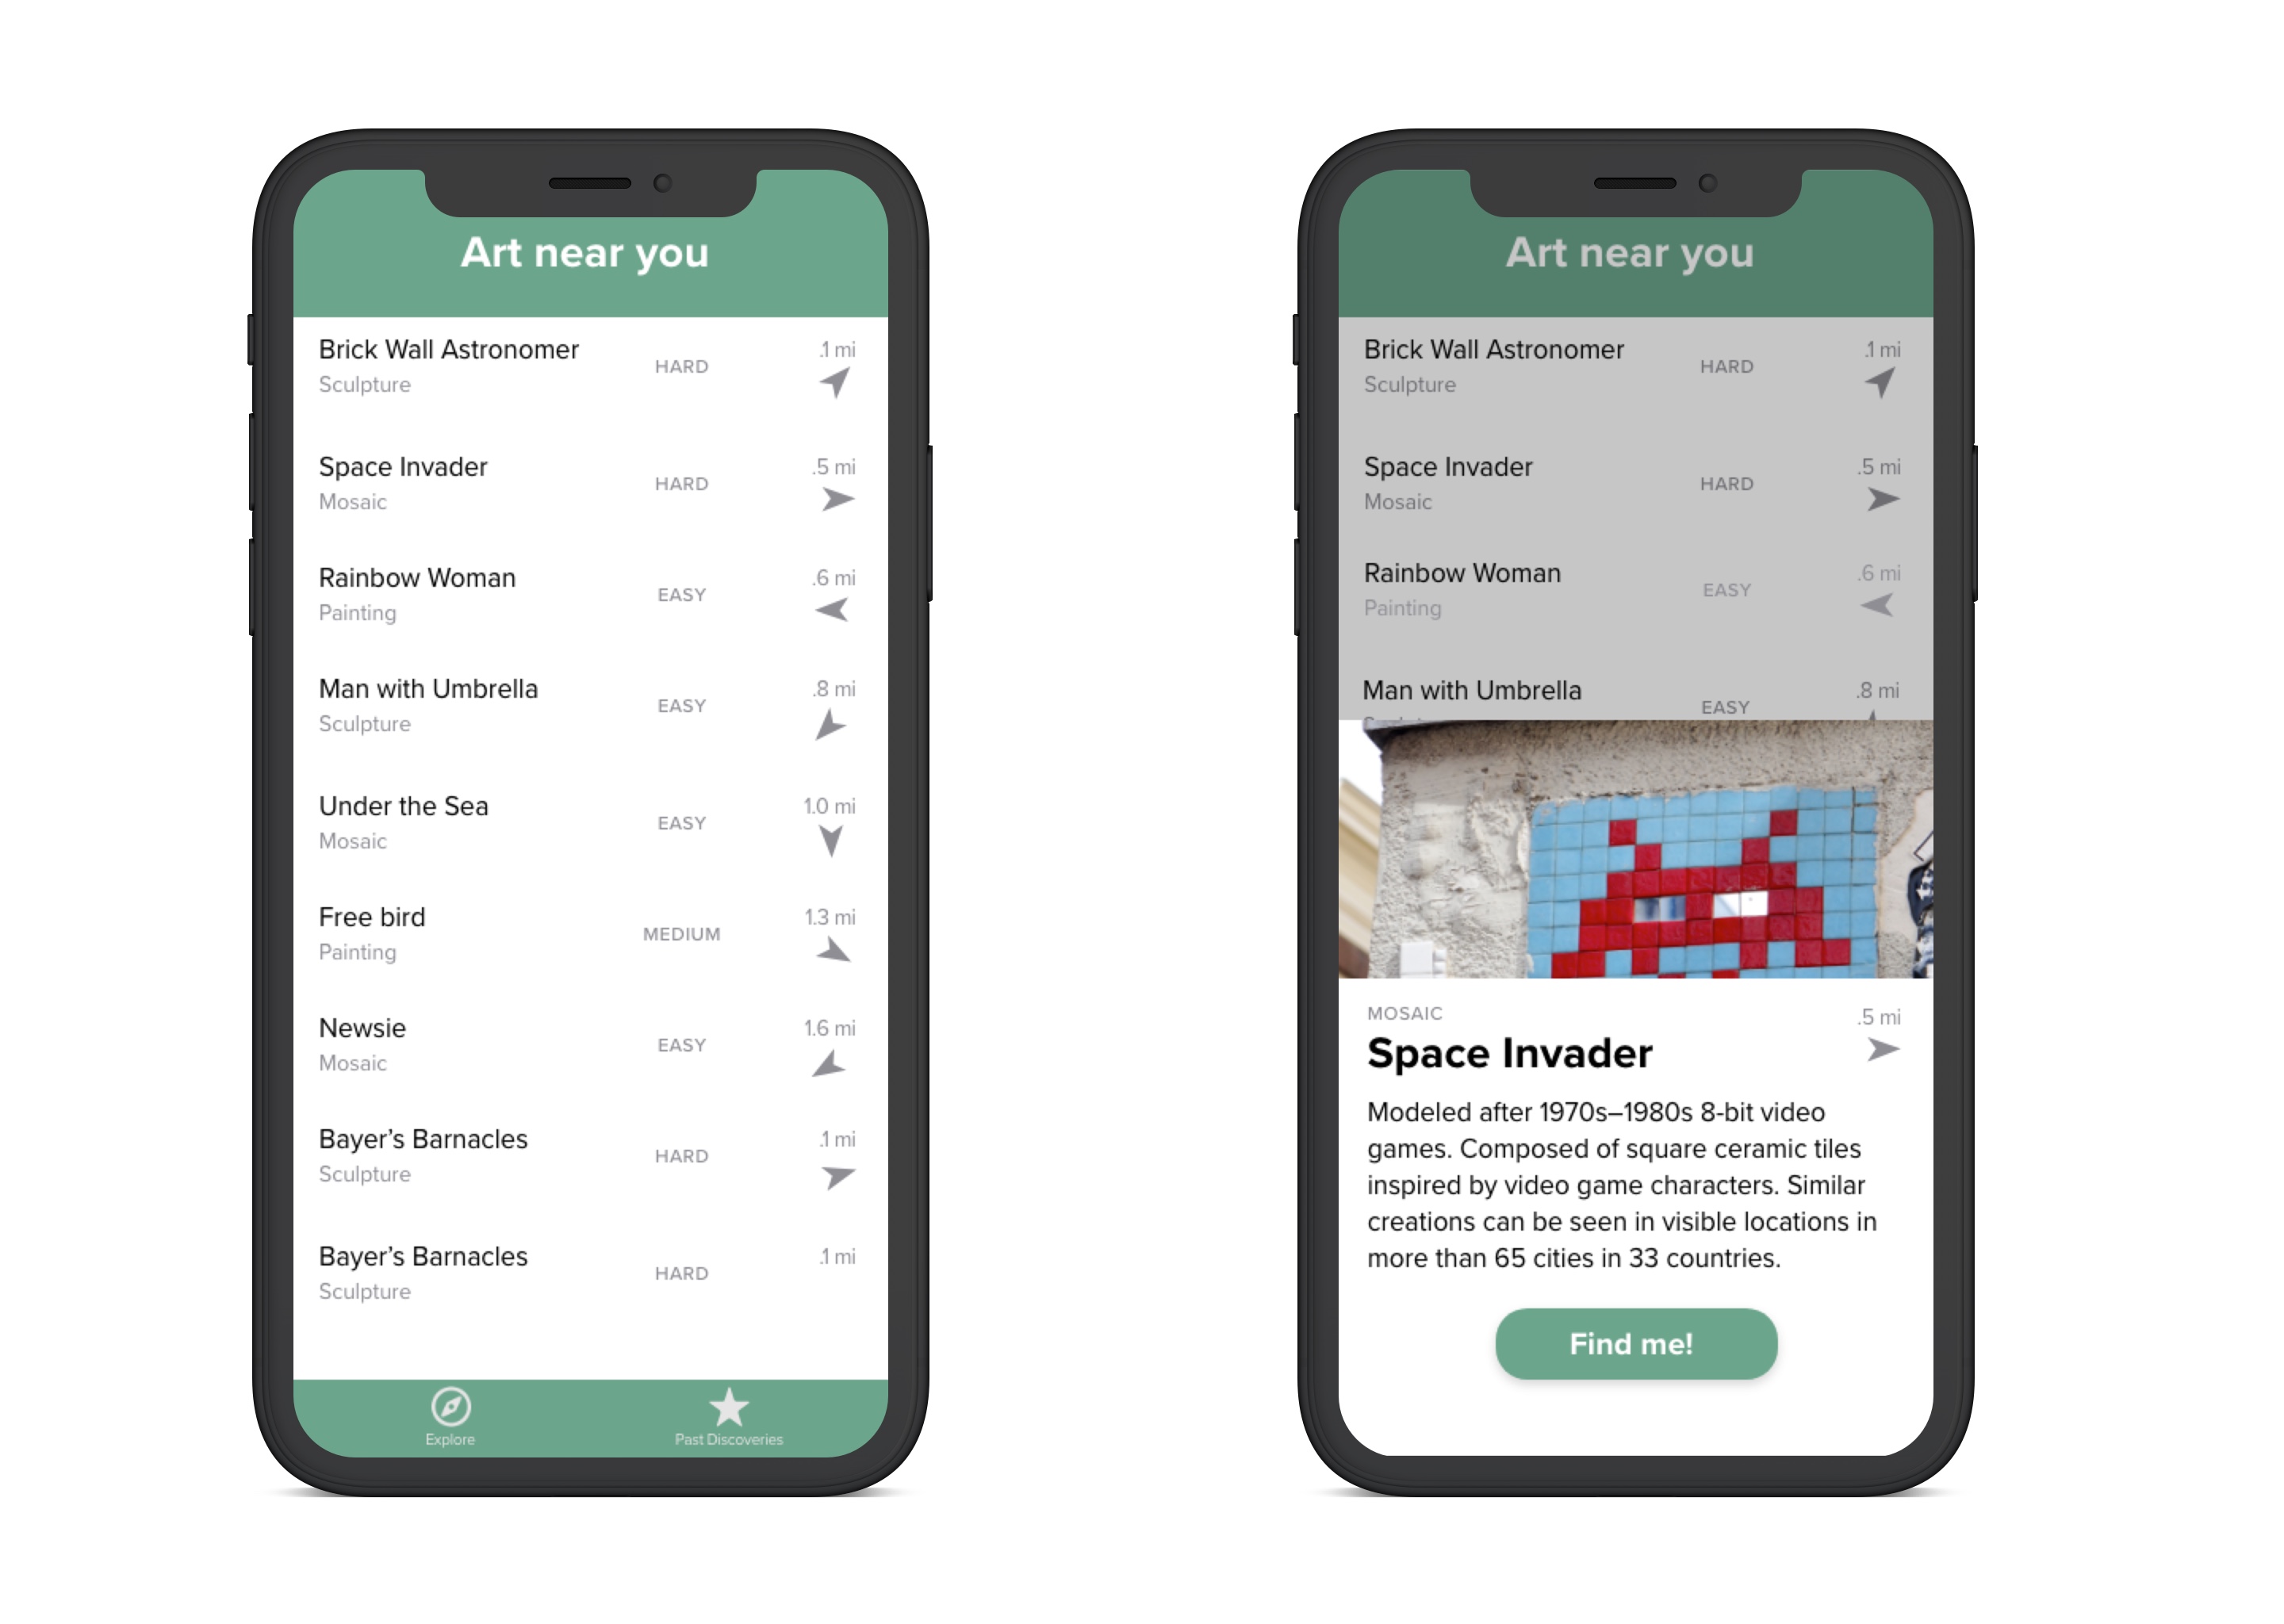 Art near you
Brick Wall Astronomer
Sculpture
HARD
.1 mi
Space Invader
Mosaic
HARD
.5 mi
Rainbow Woman
Painting
EASY
.6 mi
Man with Umbrella
Sculpture
EASY
.8 mi
Under the Sea
Mosaic
EASY
1.0 mi
Free bird
Painting
MEDIUM
1.3 mi
Newsie
Mosaic
EASY
1.6 mi
Bayer’s Barnacles
Sculpture
HARD
.1 mi
Bayer’s Barnacles
Sculpture
HARD
.1 mi
Explore
Past Discoveries
Art near you
Brick Wall Astronomer
Sculpture
HARD
.1 mi
Space Invader
Mosaic
HARD
.5 mi
Rainbow Woman
Painting
EASY
.6 mi
Man with Umbrella
EASY
.8 mi
MOSAIC
.5 mi
Space Invader
Modeled after 1970s–1980s 8-bit video
games. Composed of square ceramic tiles
inspired by video game characters. Similar
creations can be seen in visible locations in
more than 65 cities in 33 countries.
Find me!